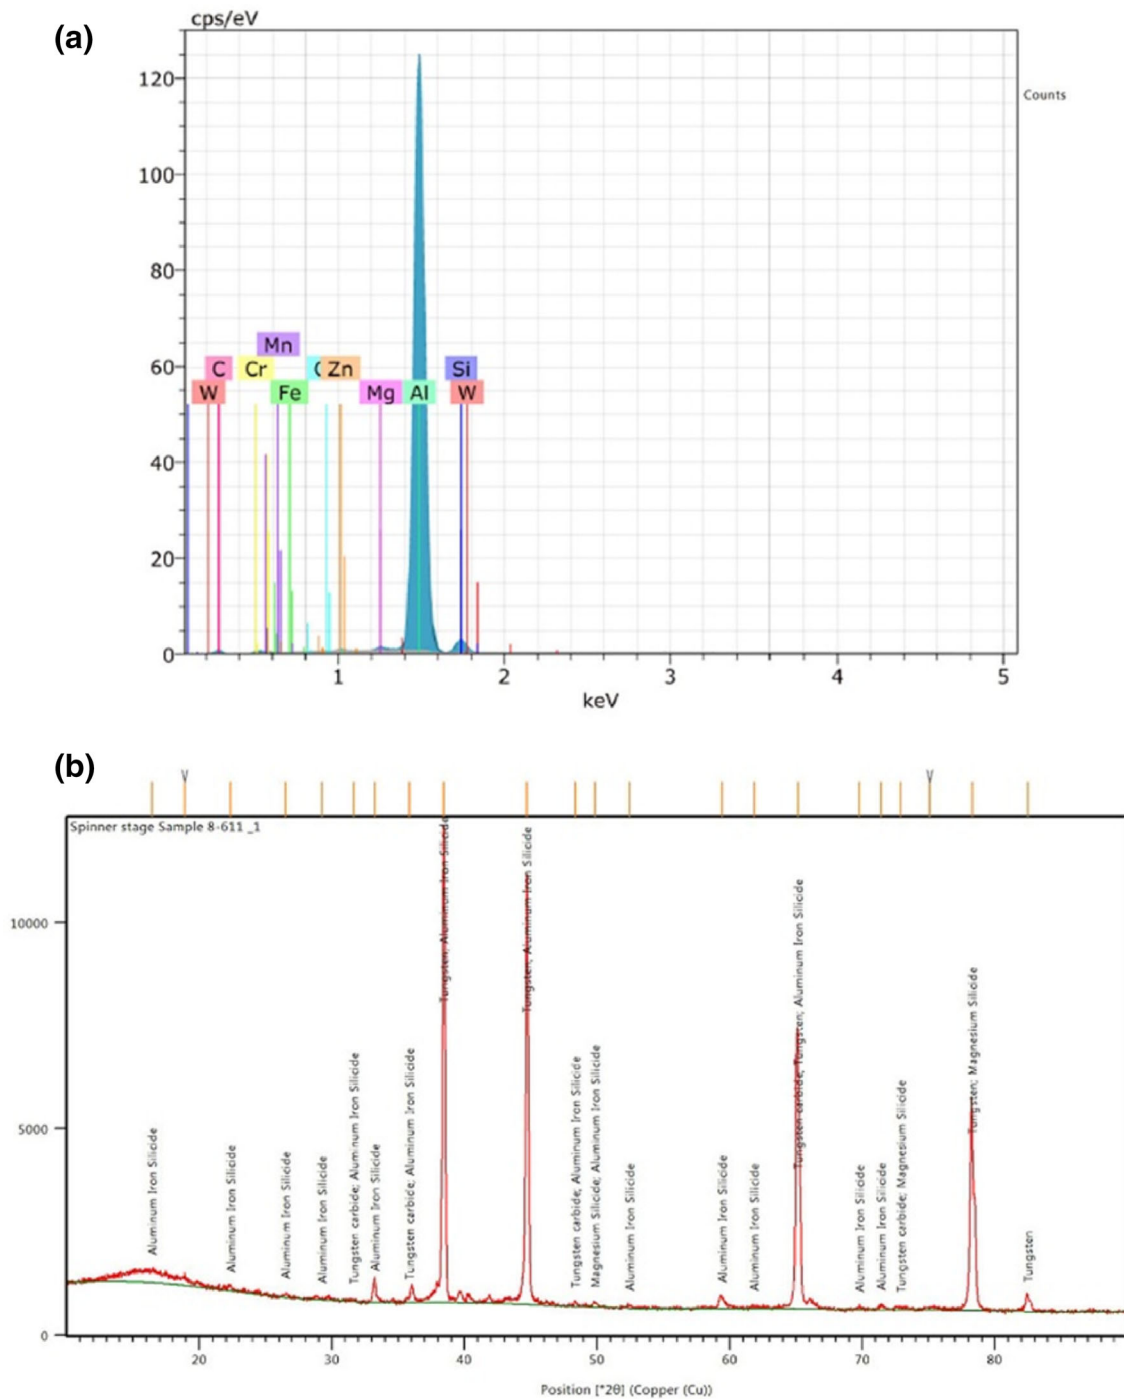 (a)
cps/eV
Counts
120
100
80
60
40
20
0
Mn
C Cr Zn Si
W Fe Mg Al W
1 2 3 4 5
keV
(b)
V V
Spinner stage Sample 8-611 _1
10000
5000
0
Aluminum Iron Silicide
Aluminum Iron Silicide
Aluminum Iron Silicide
Aluminum Iron Silicide
Tungsten carbide; Aluminum Iron Silicide
Aluminum Iron Silicide
Tungsten carbide; Aluminum Iron Silicide
Tungsten; Aluminum Iron Silicide
Tungsten; Aluminum Iron Silicide
Tungsten carbide; Aluminum Iron Silicide
Magnesium Silicide; Aluminum Iron Silicide
Aluminum Iron Silicide
Aluminum Iron Silicide
Aluminum Iron Silicide
Tungsten carbide; Tungsten; Aluminum Iron Silicide
Aluminum Iron Silicide
Aluminum Iron Silicide
Tungsten carbide; Magnesium Silicide
Tungsten; Magnesium Silicide
Tungsten
20 30 40 50 60 70 80
Position [°2θ] (Copper (Cu))